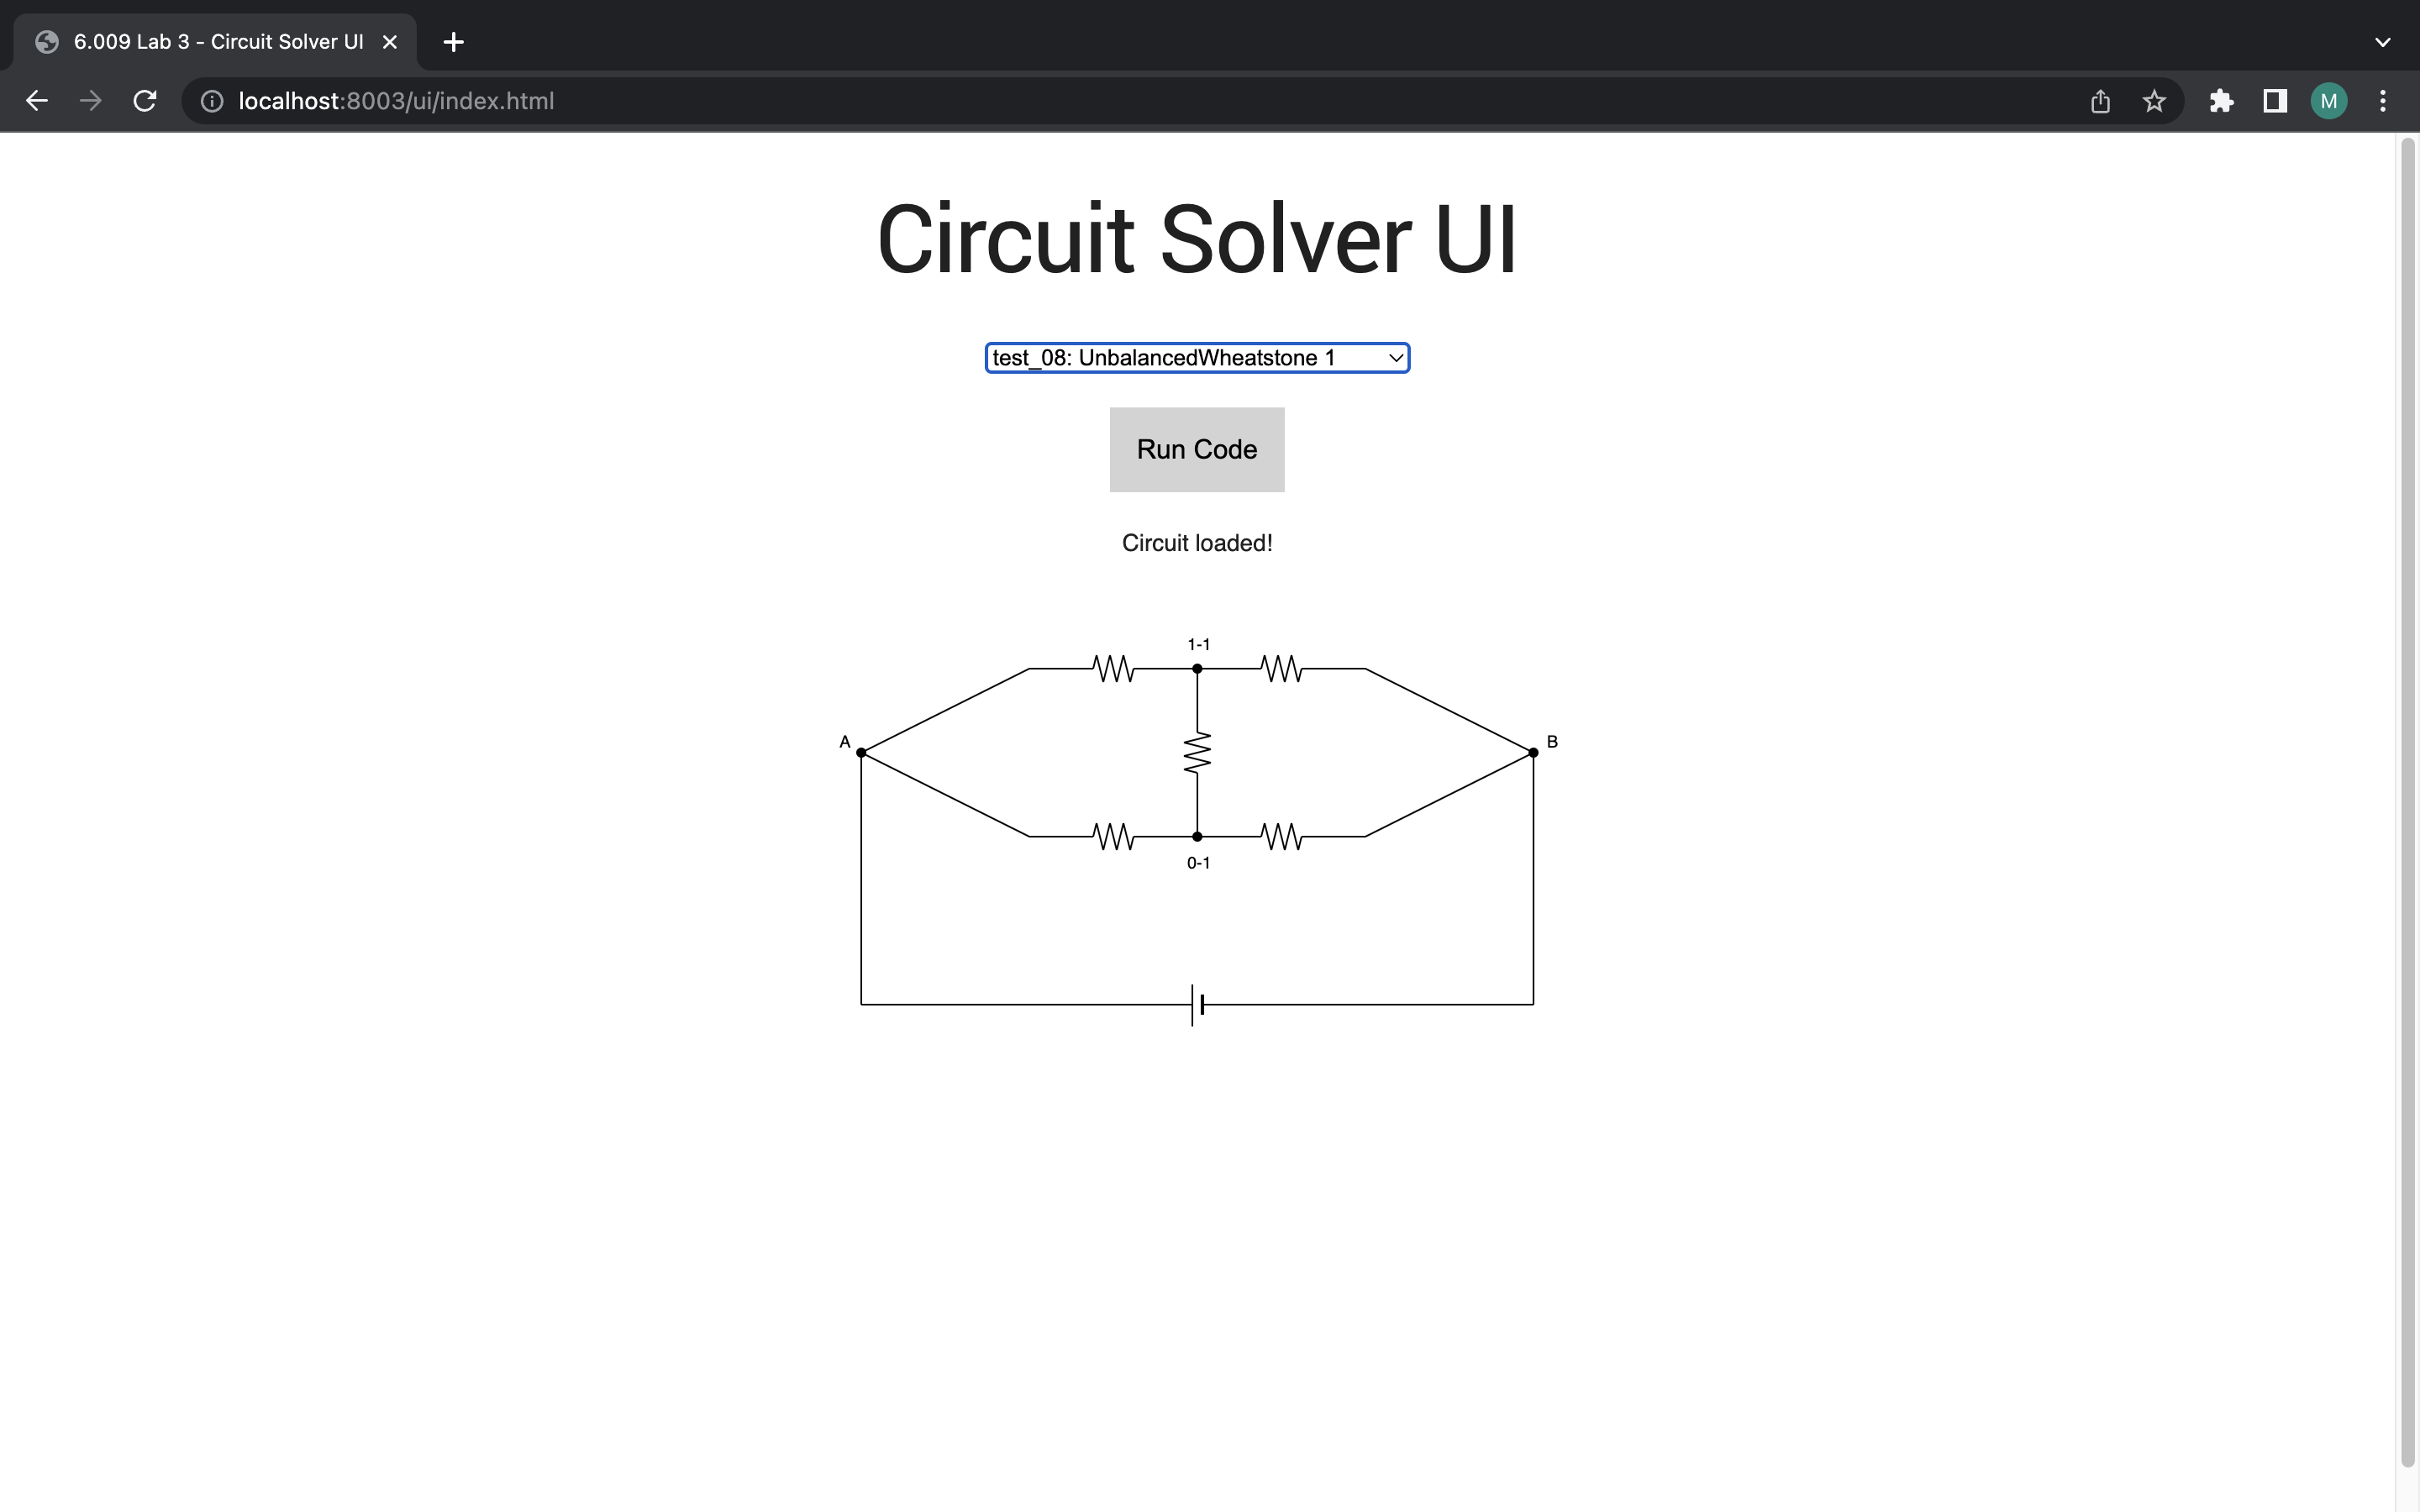 6.009 Lab 3 - Circuit Solver UI
localhost:8003/ui/index.html
M
Circuit Solver UI
test_08: UnbalancedWheatstone 1
Run Code
Circuit loaded!
1-1
A
B
0-1